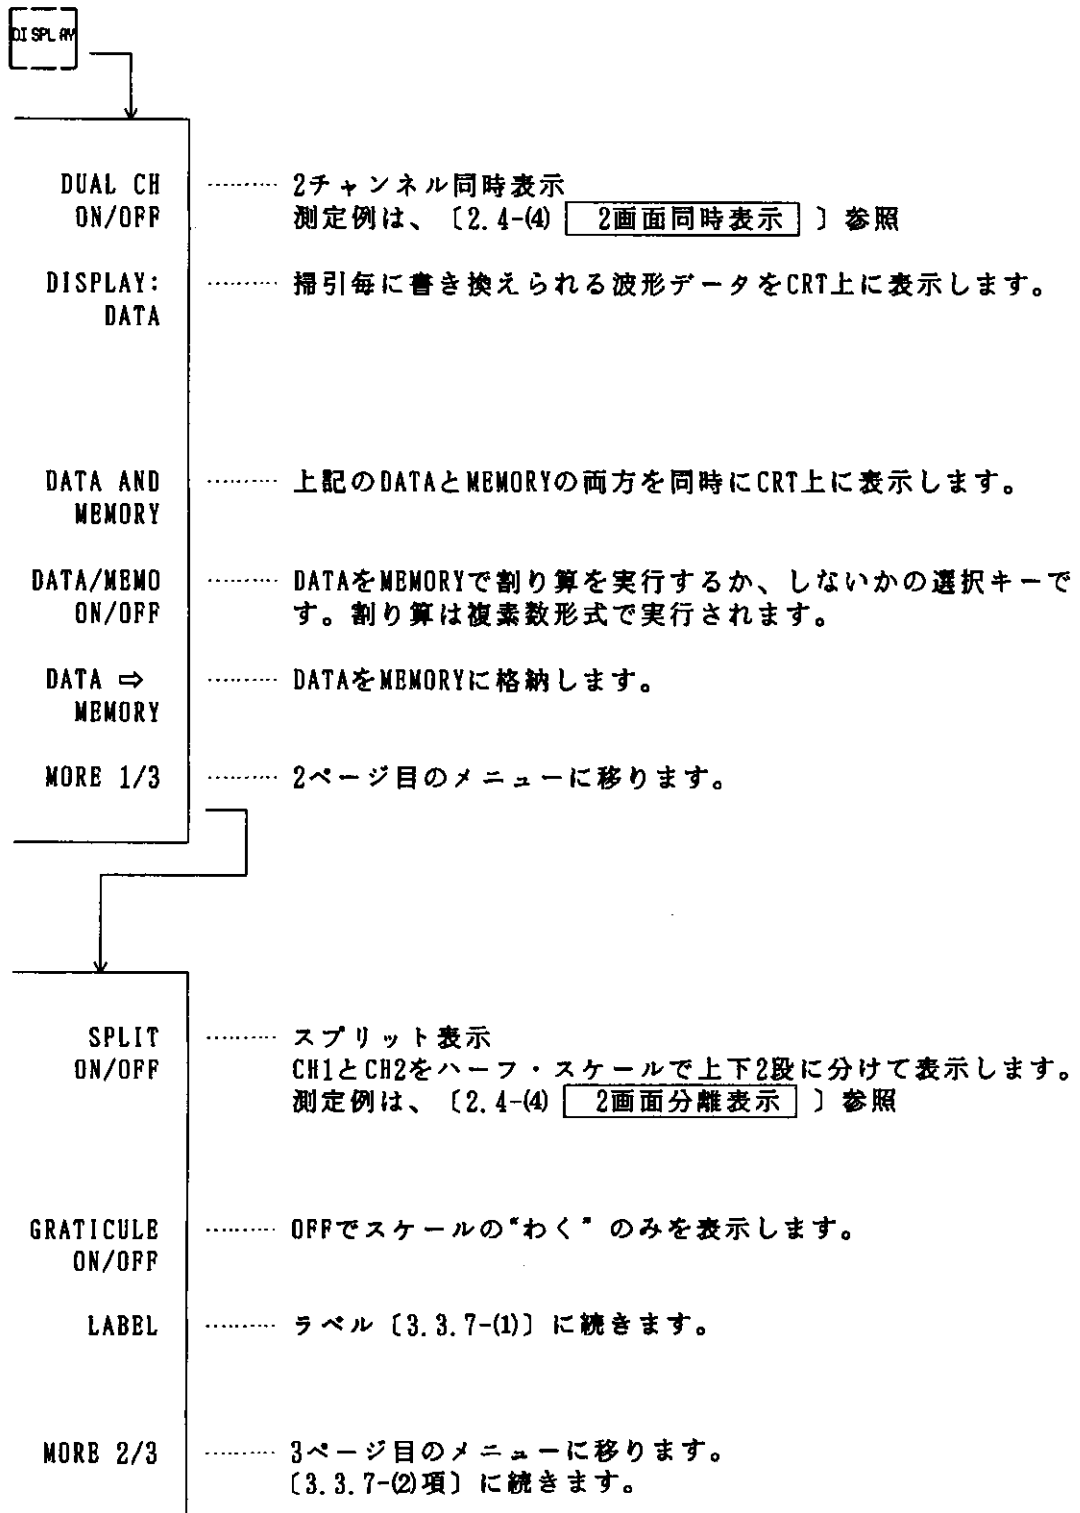 DISPLAY
DUAL CH ……… 2チャンネル同時表示
ON/OFF 測定例は、〔2.4-(4) 2画面同時表示 〕参照
DISPLAY: ……… 掃引毎に書き換えられる波形データをCRT上に表示します。
DATA
DATA AND ……… 上記のDATAとMEMORYの両方を同時にCRT上に表示します。
MEMORY
DATA/MEMO ……… DATAをMEMORYで割り算を実行するか、しないかの選択キーで
ON/OFF す。割り算は複素数形式で実行されます。
DATA ⇨ ……… DATAをMEMORYに格納します。
MEMORY
MORE 1/3 ……… 2ページ目のメニューに移ります。
SPLIT ……… スプリット表示
ON/OFF CH1とCH2をハーフ・スケールで上下2段に分けて表示します。
測定例は、〔2.4-(4) 2画面分離表示 〕参照
GRATICULE ……… OFFでスケールの"わく"のみを表示します。
ON/OFF
LABEL ……… ラベル〔3.3.7-(1)〕に続きます。
MORE 2/3 ……… 3ページ目のメニューに移ります。
〔3.3.7-(2)項〕に続きます。